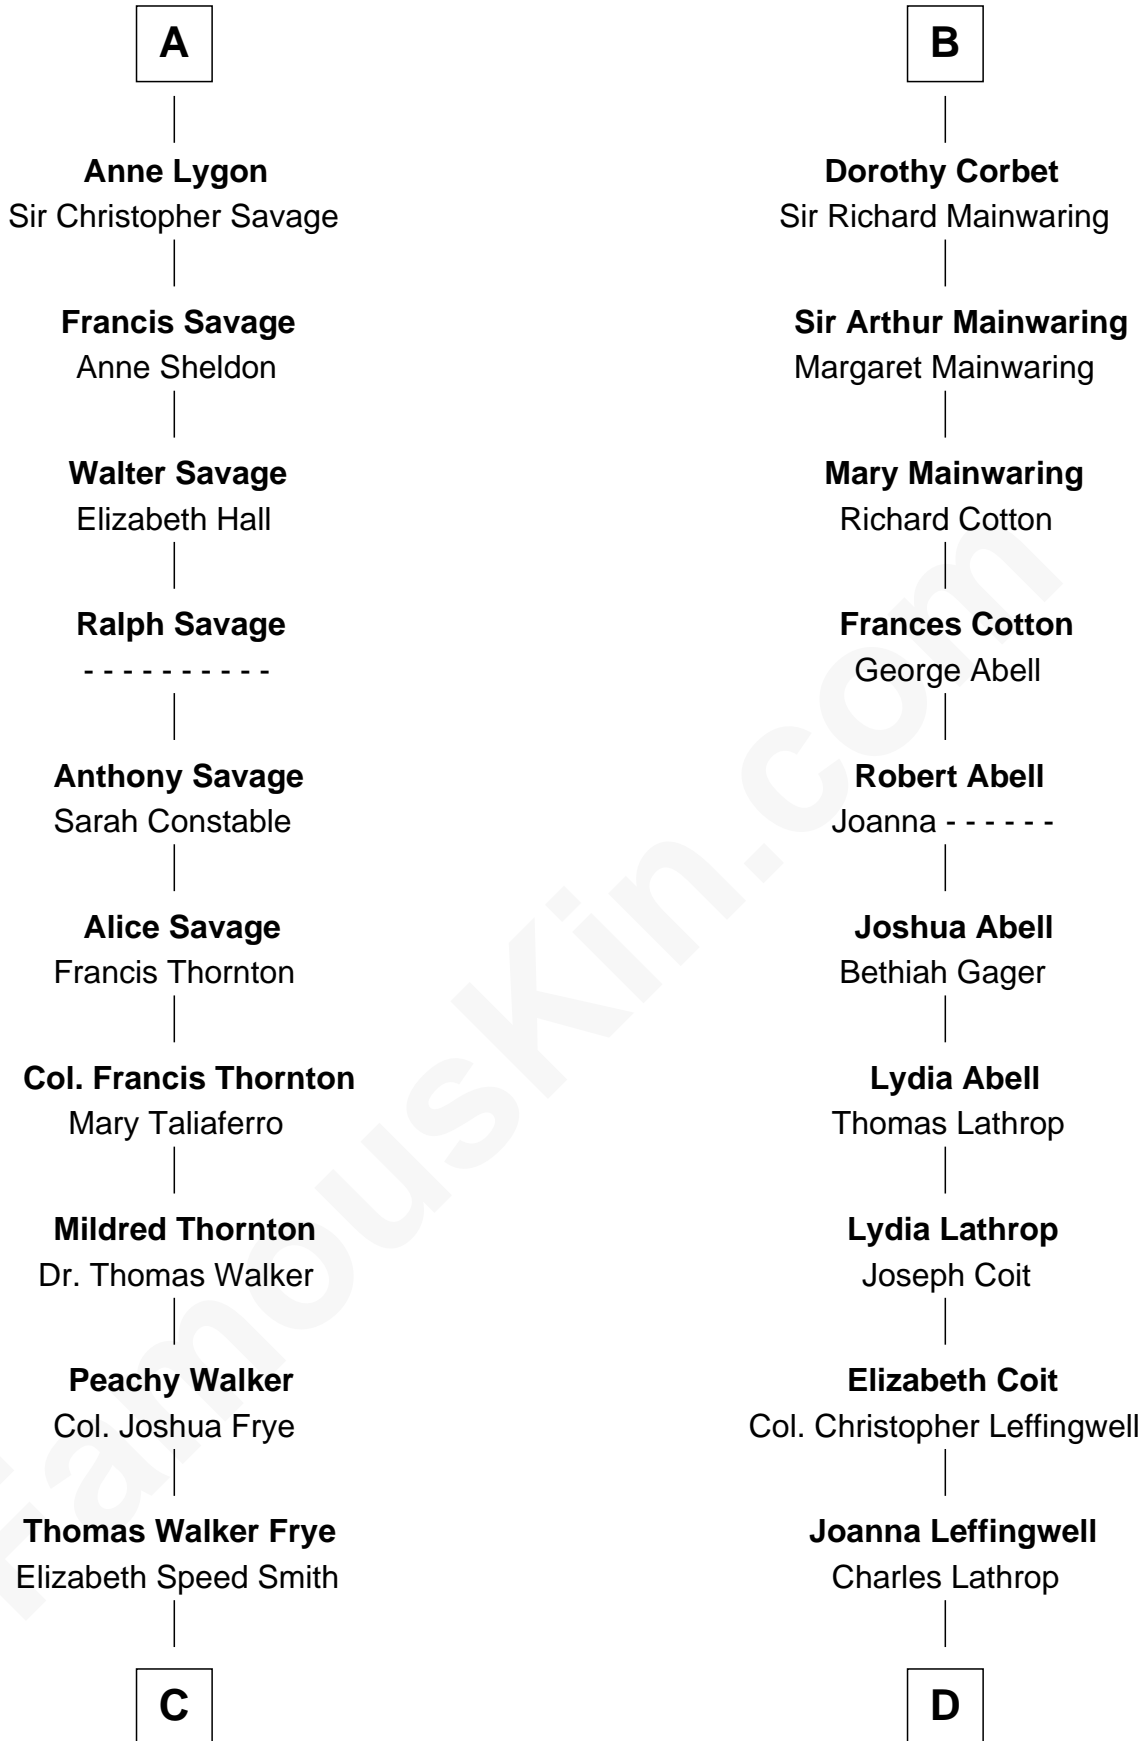 A
Anne Lygon
Sir Christopher Savage
Francis Savage
Anne Sheldon
Walter Savage
Elizabeth Hall
Ralph Savage
- - - - - - - - - -
Anthony Savage
Sarah Constable
Alice Savage
Francis Thornton
Col. Francis Thornton
Mary Taliaferro
Mildred Thornton
Dr. Thomas Walker
Peachy Walker
Col. Joshua Frye
Thomas Walker Frye
Elizabeth Speed Smith
C
B
Dorothy Corbet
Sir Richard Mainwaring
Sir Arthur Mainwaring
Margaret Mainwaring
Mary Mainwaring
Richard Cotton
Frances Cotton
George Abell
Robert Abell
Joanna - - - - - -
Joshua Abell
Bethiah Gager
Lydia Abell
Thomas Lathrop
Lydia Lathrop
Joseph Coit
Elizabeth Coit
Col. Christopher Leffingwell
Joanna Leffingwell
Charles Lathrop
D
FamousKin.com